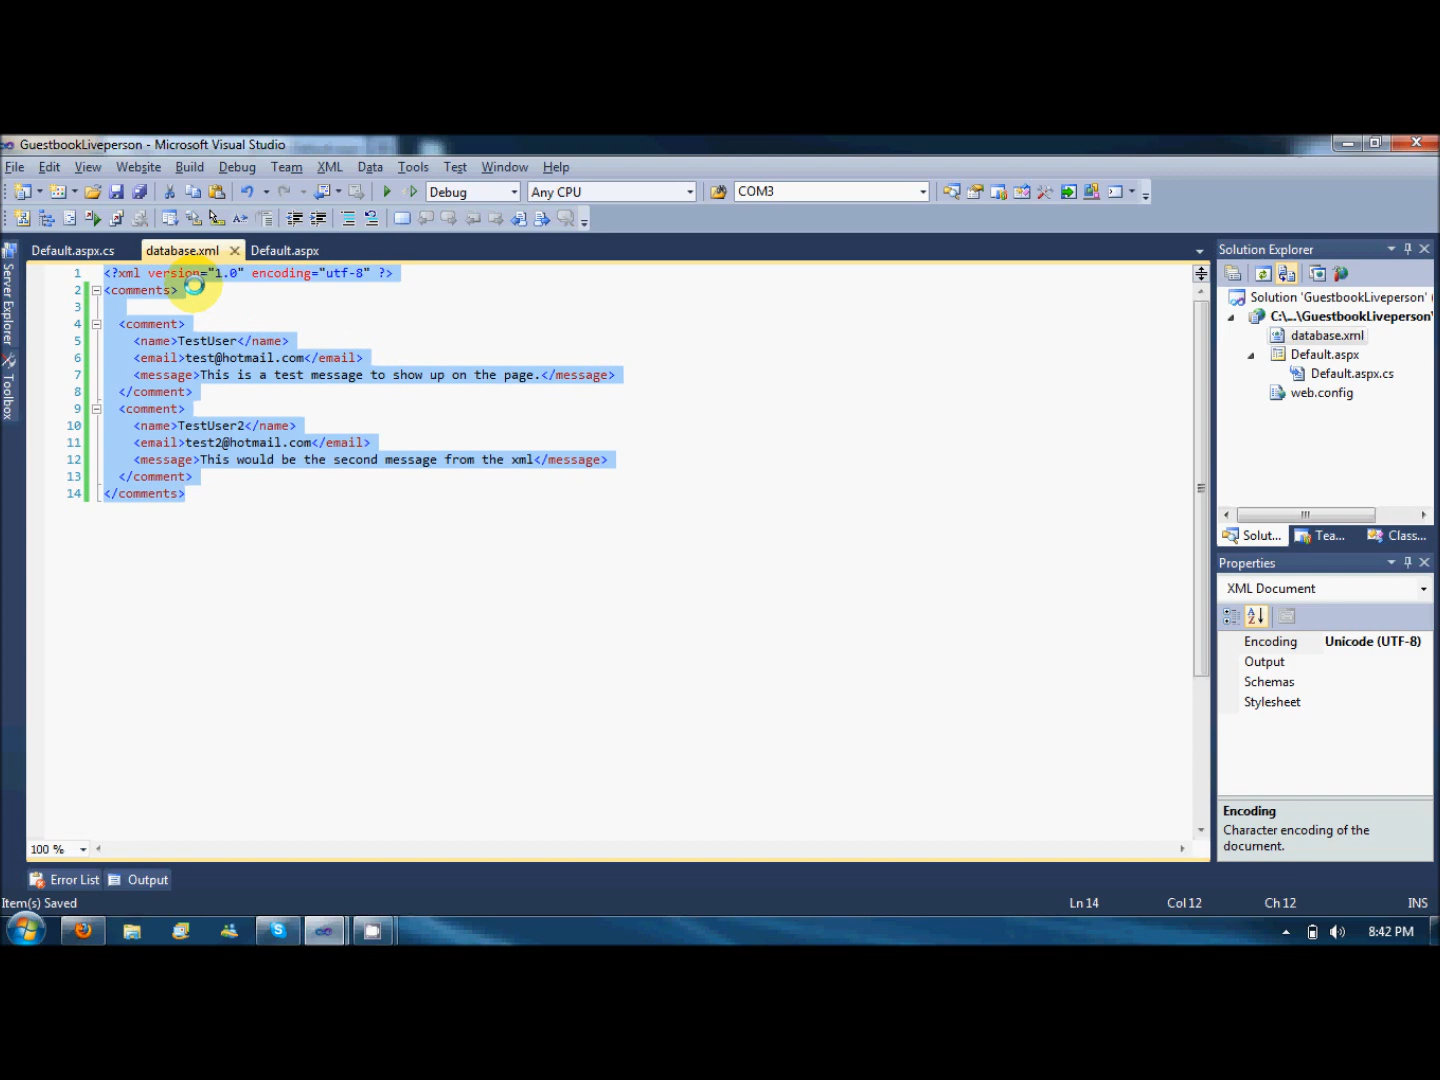 GuestbookLiveperson - Microsoft Visual Studio
File Edit View Website Build Debug Team XML Data Tools Test Window Help
Debug Any CPU COM3
Default.aspx.cs database.xml Default.aspx
Server Explorer
Toolbox
1 <?xml version="1.0" encoding="utf-8" ?>
2 <comments>
3
4 <comment>
5 <name>TestUser</name>
6 <email>test@hotmail.com</email>
7 <message>This is a test message to show up on the page.</message>
8 </comment>
9 <comment>
10 <name>TestUser2</name>
11 <email>test2@hotmail.com</email>
12 <message>This would be the second message from the xml</message>
13 </comment>
14 </comments>
100 %
Solution Explorer
Solution 'GuestbookLiveperson' (
C:\...\GuestbookLiveperson\
database.xml
Default.aspx
Default.aspx.cs
web.config
Solut... Tea... Class...
Properties
XML Document
Encoding Unicode (UTF-8)
Output
Schemas
Stylesheet
Encoding
Character encoding of the
document.
Error List Output
Item(s) Saved Ln 14 Col 12 Ch 12 INS
8:42 PM